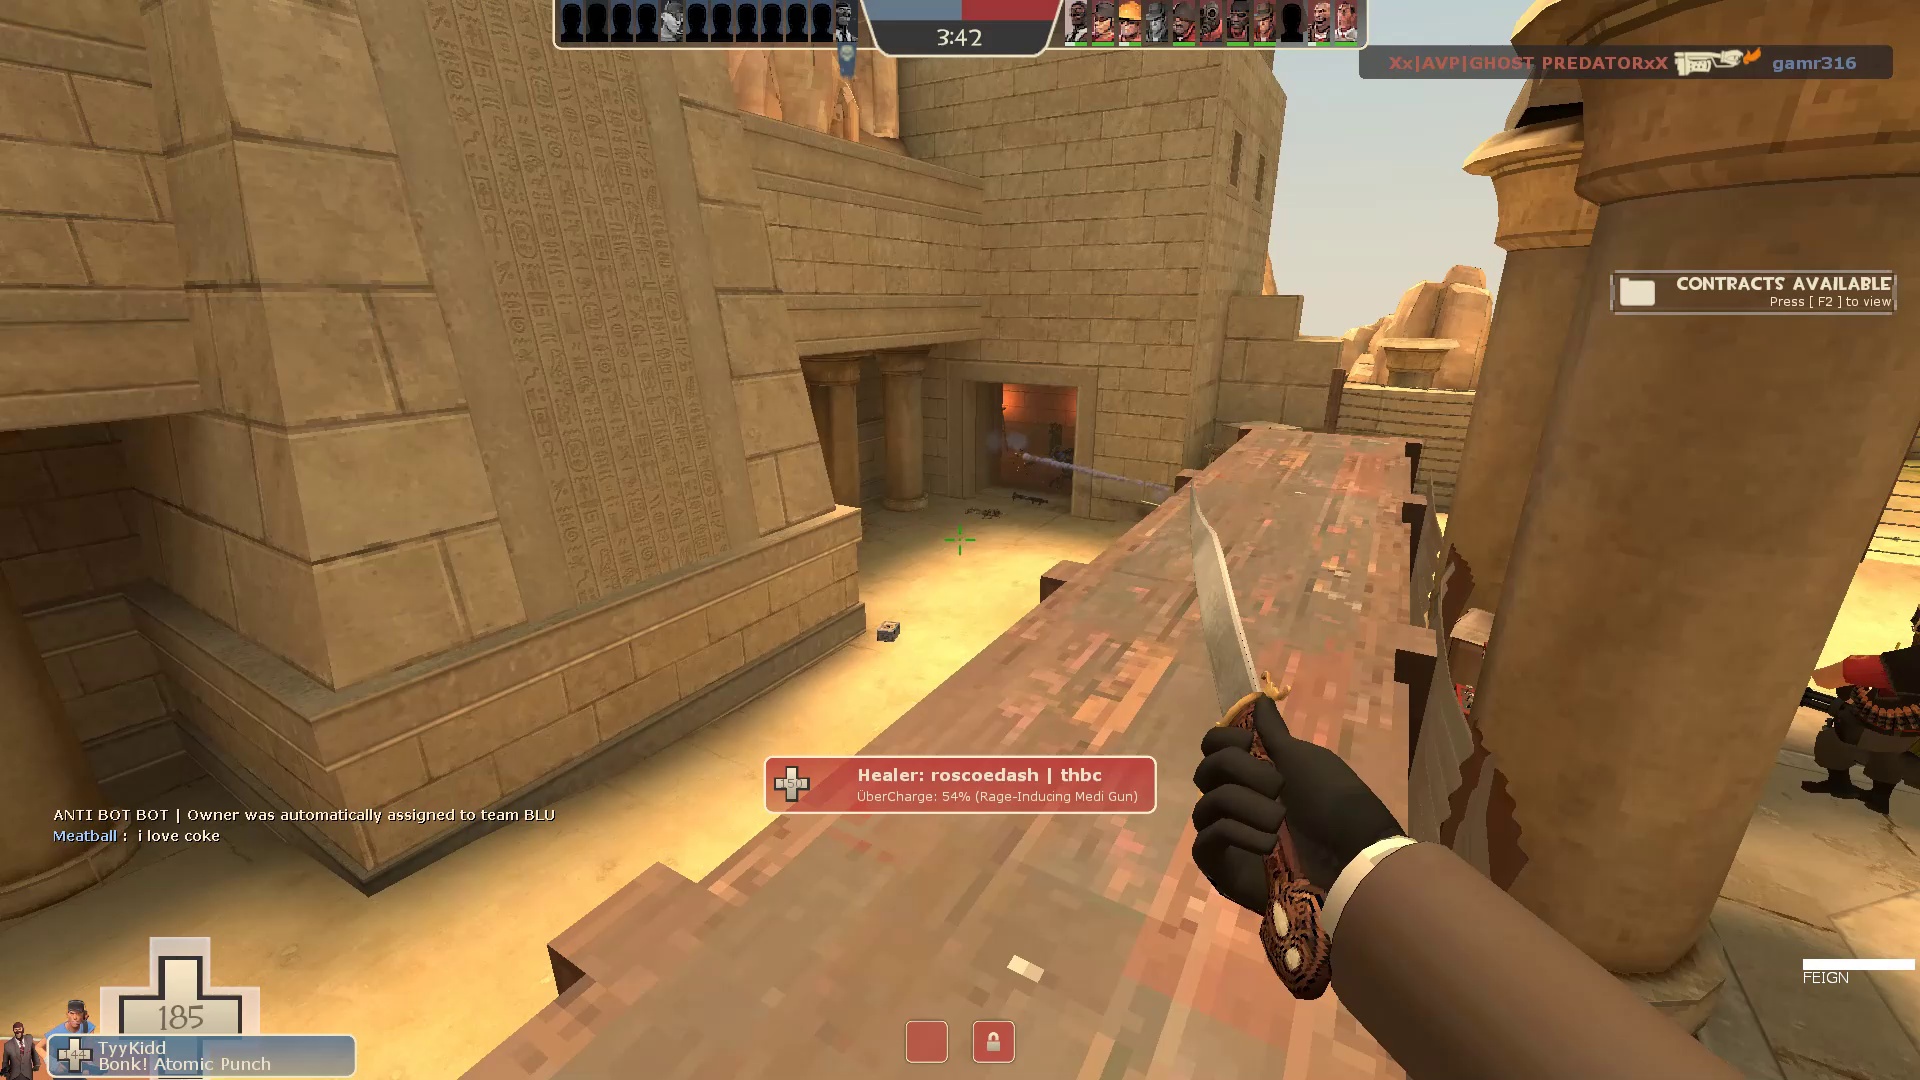 3:42
Xx|AVP|GHOST PREDATORxX gamr316
CONTRACTS AVAILABLE
Press [ F2 ] to view
Healer: roscoedash | thbc
ÜberCharge: 54% (Rage-Inducing Medi Gun)
ANTI BOT BOT | Owner was automatically assigned to team BLU
Meatball : i love coke
FEIGN
185
TyyKidd
Bonk! Atomic Punch